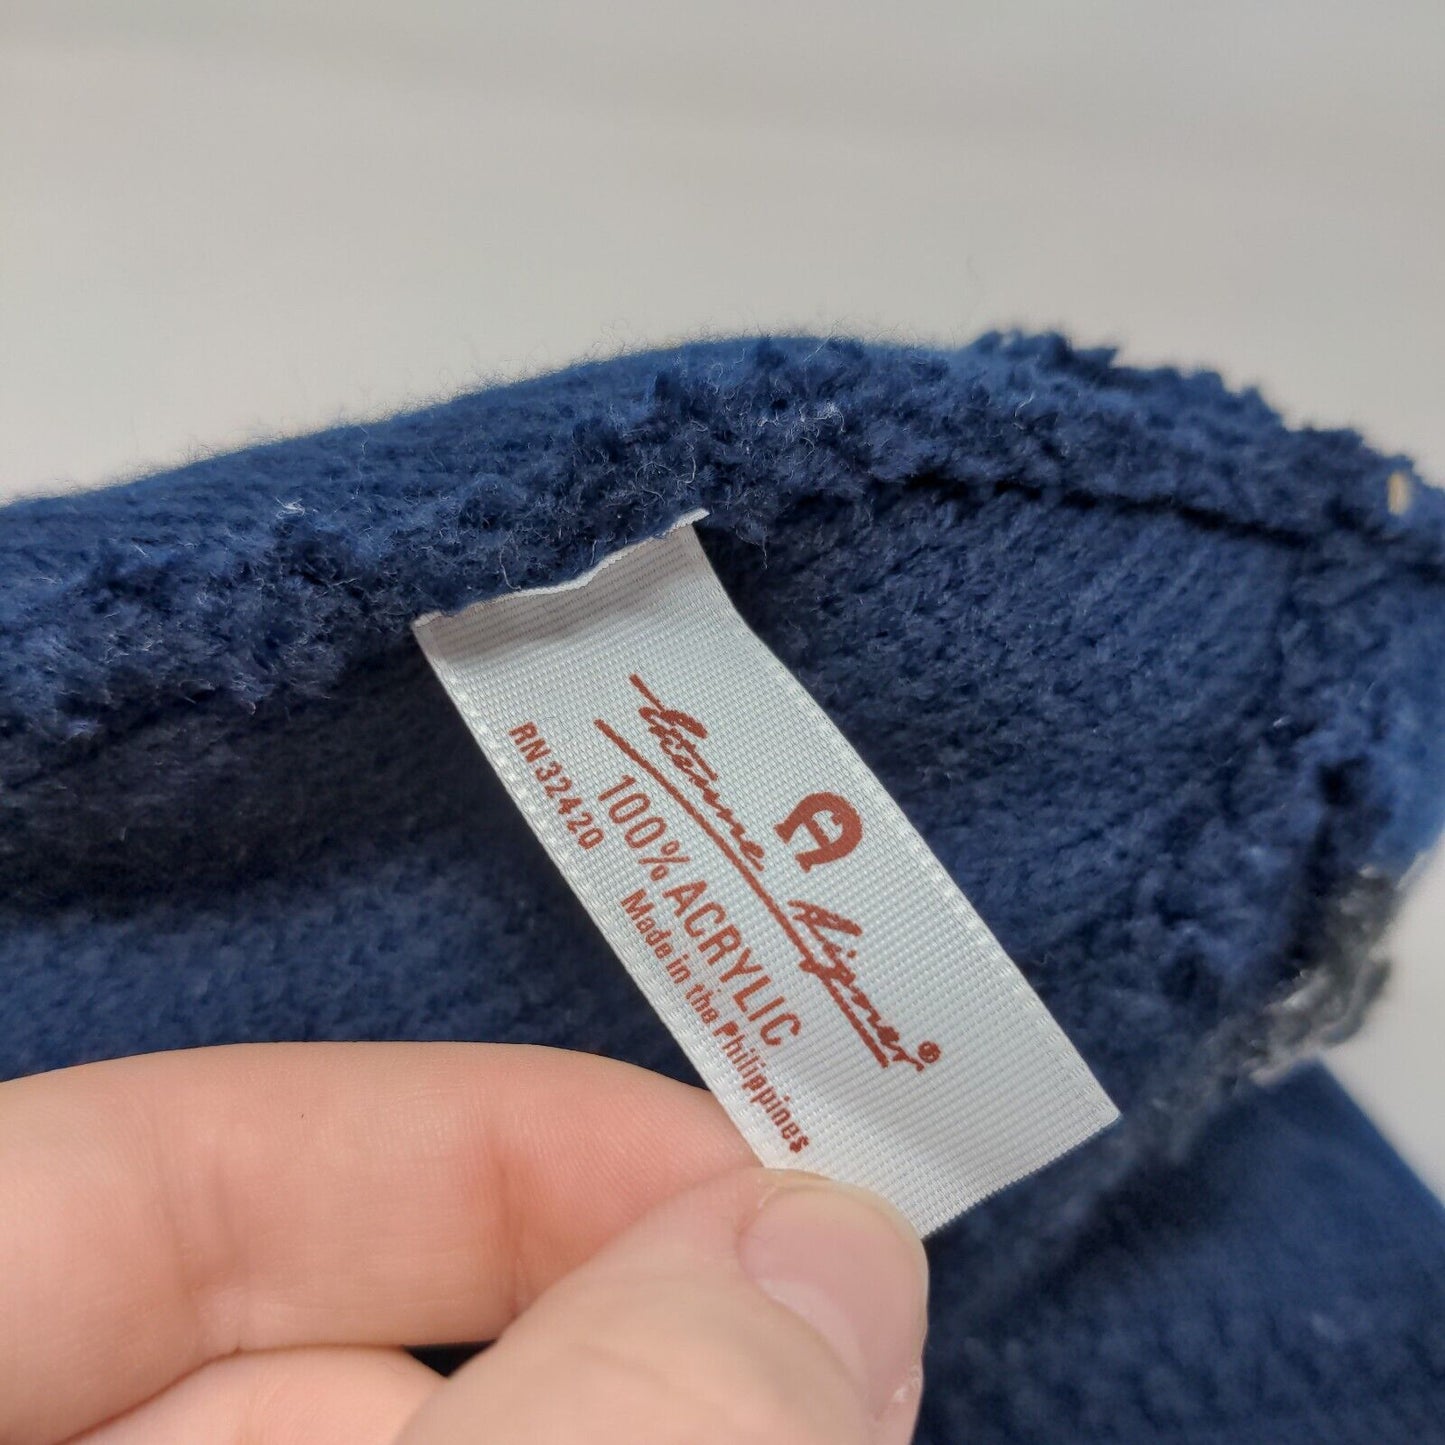 A
Etienne Aigner®
100% ACRYLIC
RN 32420 Made in the Philippines